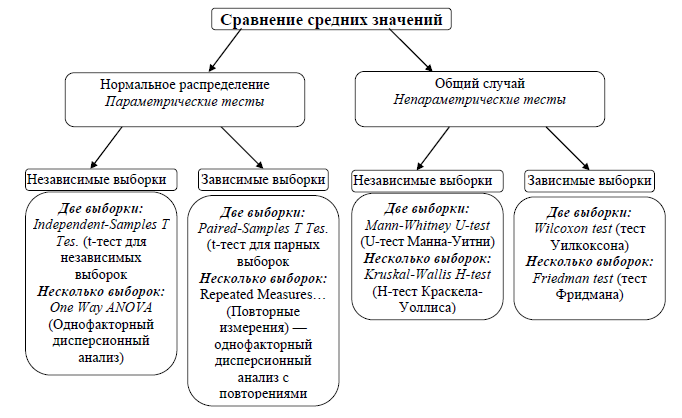 Сравнение средних значений
Нормальное распределение
Параметрические тесты
Общий случай
Непараметрические тесты
Независимые выборки
Зависимые выборки
Независимые выборки
Зависимые выборки
Две выборки:
Independent-Samples T
Tes. (t-тест для
независимых
выборок
Несколько выборок:
One Way ANOVA
(Однофакторный
дисперсионный
анализ)
Две выборки:
Paired-Samples T Tes.
(t-тест для парных
выборок
Несколько выборок:
Repeated Measures…
(Повторные
измерения) —
однофакторный
дисперсионный
анализ с
повторениями
Две выборки:
Mann-Whitney U-test
(U-тест Манна-Уитни)
Несколько выборок:
Kruskal-Wallis H-test
(Н-тест Краскела-
Уоллиса)
Две выборки:
Wilcoxon test (тест
Уилкоксона)
Несколько выборок:
Friedman test (тест
Фридмана)